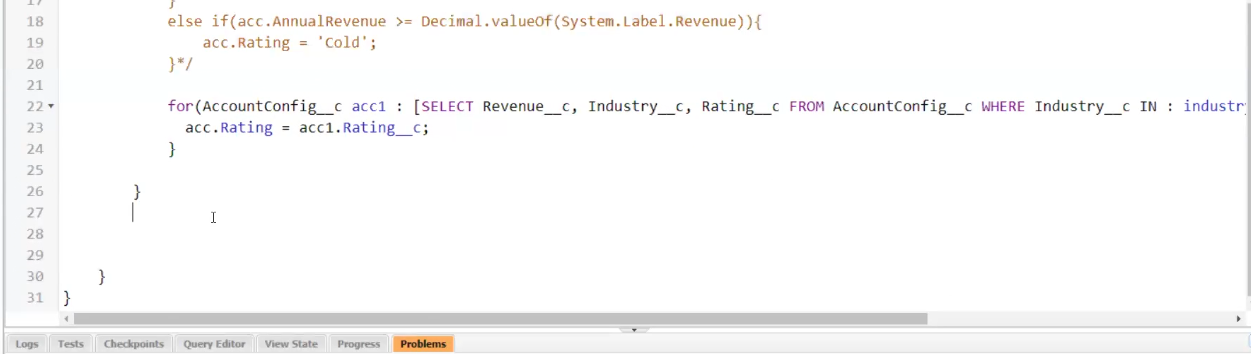 17 }
18 else if(acc.AnnualRevenue >= Decimal.valueOf(System.Label.Revenue)){
19 acc.Rating = 'Cold';
20 }*/
21
22 for(AccountConfig__c acc1 : [SELECT Revenue__c, Industry__c, Rating__c FROM AccountConfig__c WHERE Industry__c IN : industr
23 acc.Rating = acc1.Rating__c;
24 }
25
26 }
27
28
29
30 }
31 }
Logs Tests Checkpoints Query Editor View State Progress Problems